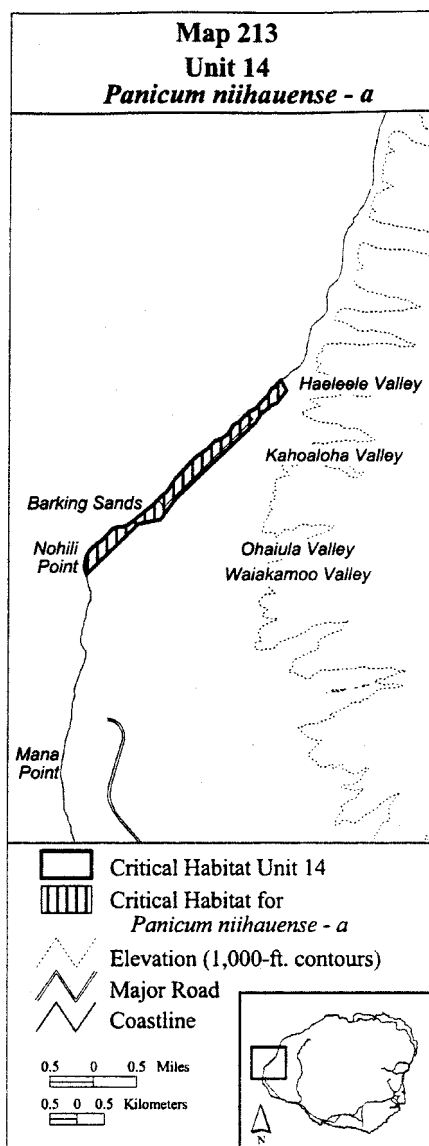 Map 213
Unit 14
Panicum niihauense - a
Haeleele Valley
Kahoaloha Valley
Barking Sands
Nohili
Point
Ohaiula Valley
Waiakamoo Valley
Mana
Point
Critical Habitat Unit 14
Critical Habitat for
Panicum niihauense - a
Elevation (1,000-ft. contours)
Major Road
Coastline
0.5 0 0.5 Miles
0.5 0 0.5 Kilometers
N